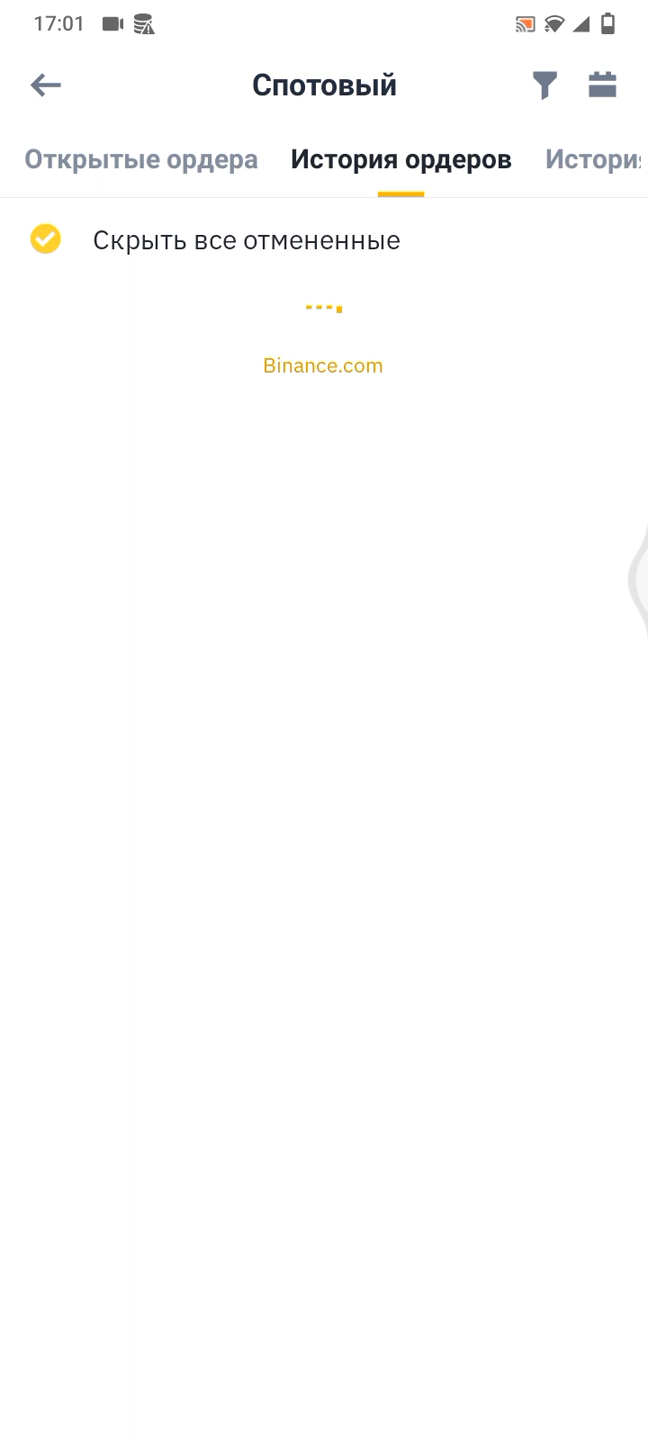 17:01
Спотовый
Открытые ордера История ордеров
Скрыть все отмененные
Binance.com